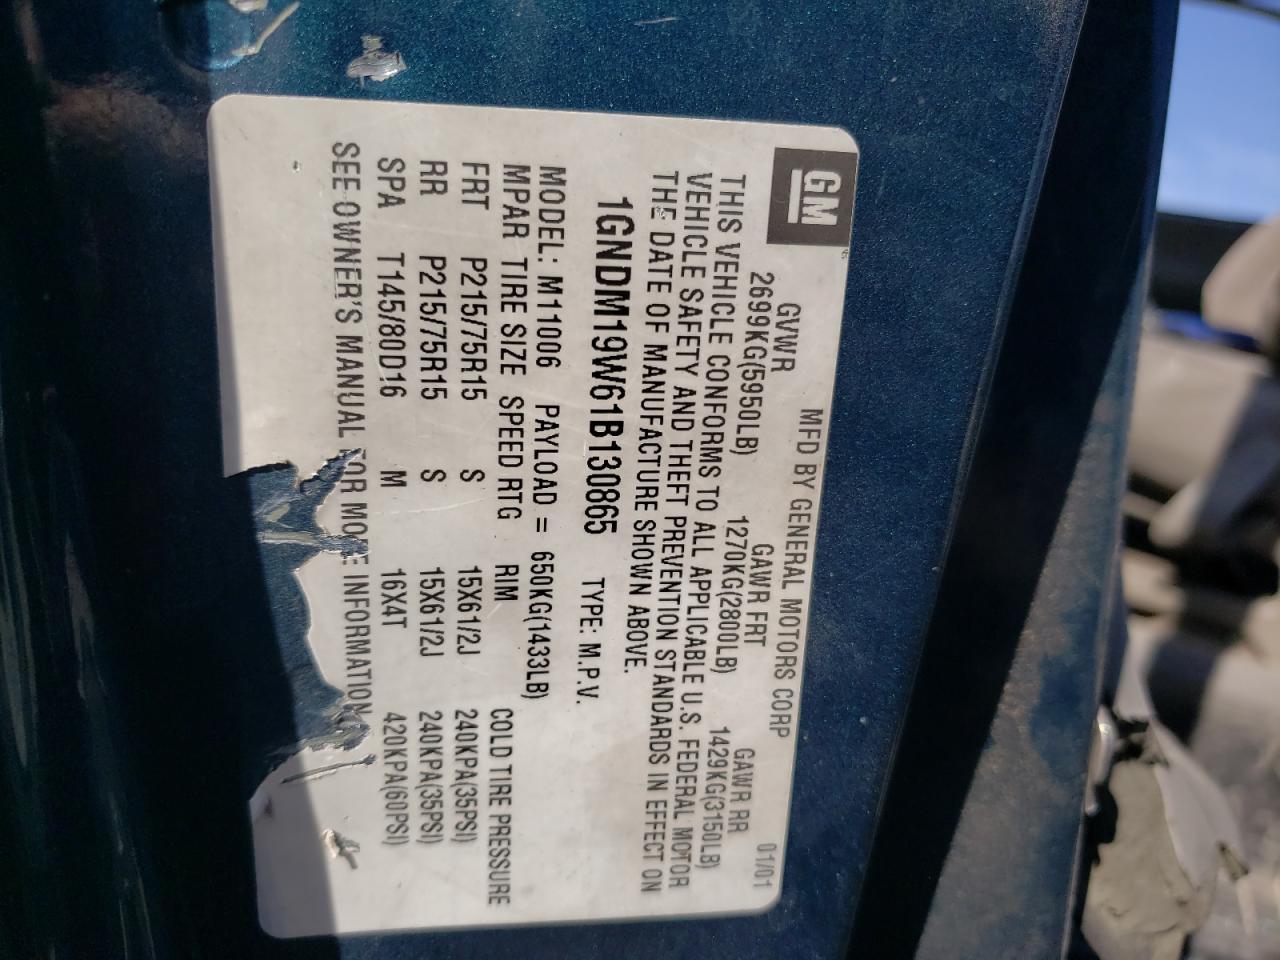 GM
MFD BY GENERAL MOTORS CORP 01/01
GVWR GAWR FRT GAWR RR
2699KG(5950LB) 1270KG(2800LB) 1429KG(3150LB)
THIS VEHICLE CONFORMS TO ALL APPLICABLE U.S. FEDERAL MOTOR
VEHICLE SAFETY AND THEFT PREVENTION STANDARDS IN EFFECT ON
THE DATE OF MANUFACTURE SHOWN ABOVE.
1GNDM19W61B130865 TYPE: M.P.V.
MODEL: M11006 PAYLOAD = 650KG(1433LB)
MPAR TIRE SIZE SPEED RTG RIM COLD TIRE PRESSURE
FRT P215/75R15 S 15X61/2J 240KPA(35PSI)
RR P215/75R15 S 15X61/2J 240KPA(35PSI)
SPA T145/80D16 M 16X4T 420KPA(60PSI)
SEE OWNER'S MANUAL FOR MORE INFORMATION.